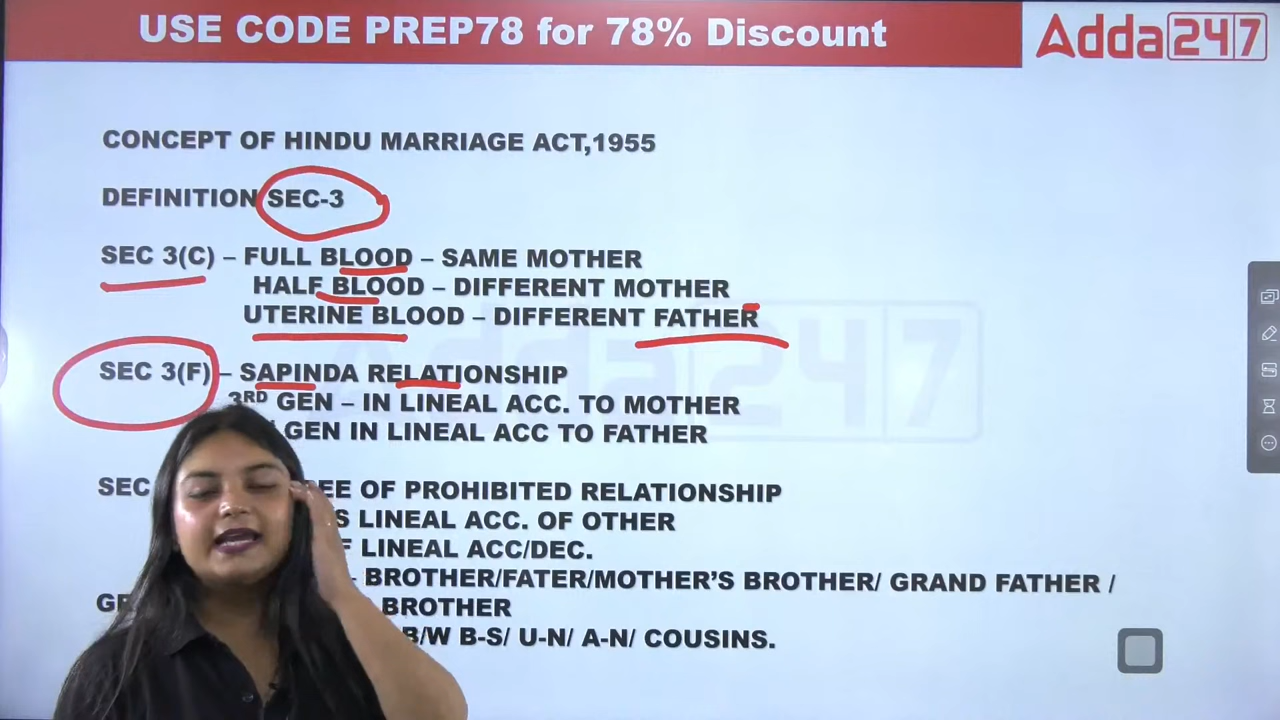 USE CODE PREP78 for 78% Discount
Adda247
CONCEPT OF HINDU MARRIAGE ACT,1955
DEFINITION SEC-3
SEC 3(C) – FULL BLOOD – SAME MOTHER
HALF BLOOD – DIFFERENT MOTHER
UTERINE BLOOD – DIFFERENT FATHER
SEC 3(F) – SAPINDA RELATIONSHIP
3RD GEN – IN LINEAL ACC. TO MOTHER
GEN IN LINEAL ACC TO FATHER
SEC OF PROHIBITED RELATIONSHIP
LINEAL ACC. OF OTHER
LINEAL ACC/DEC.
- BROTHER/FATER/MOTHER'S BROTHER/ GRAND FATHER /
BROTHER
B/W B-S/ U-N/ A-N/ COUSINS.